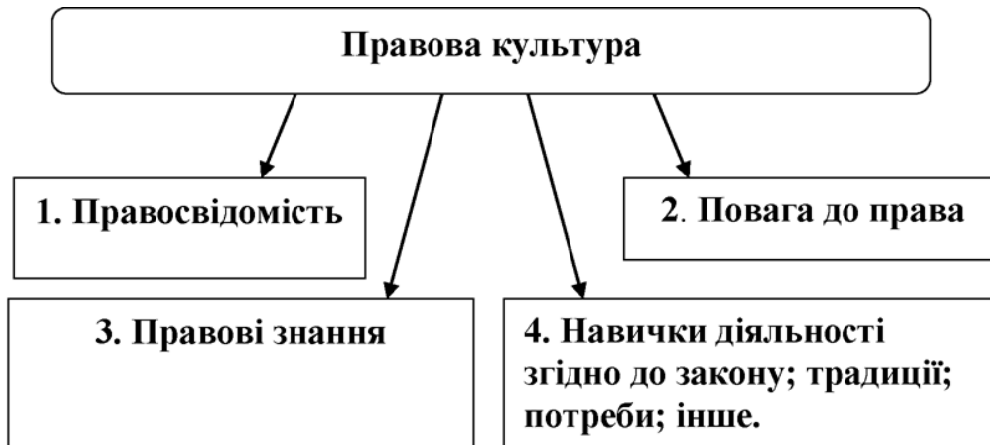 Правова культура
1. Правосвідомість
2. Повага до права
3. Правові знання
4. Навички діяльності
згідно до закону; традиції;
потреби; інше.